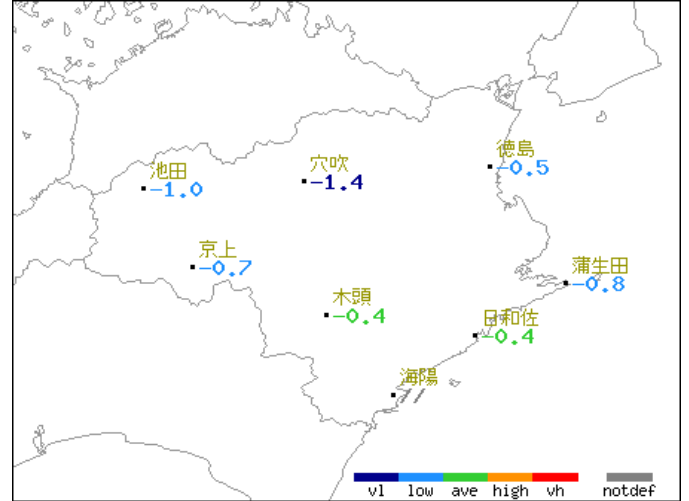 徳島
-0.5
穴吹
-1.4
池田
-1.0
京上
-0.7
蒲生田
-0.8
木頭
-0.4
日和佐
-0.4
海陽
vl low ave high vh notdef